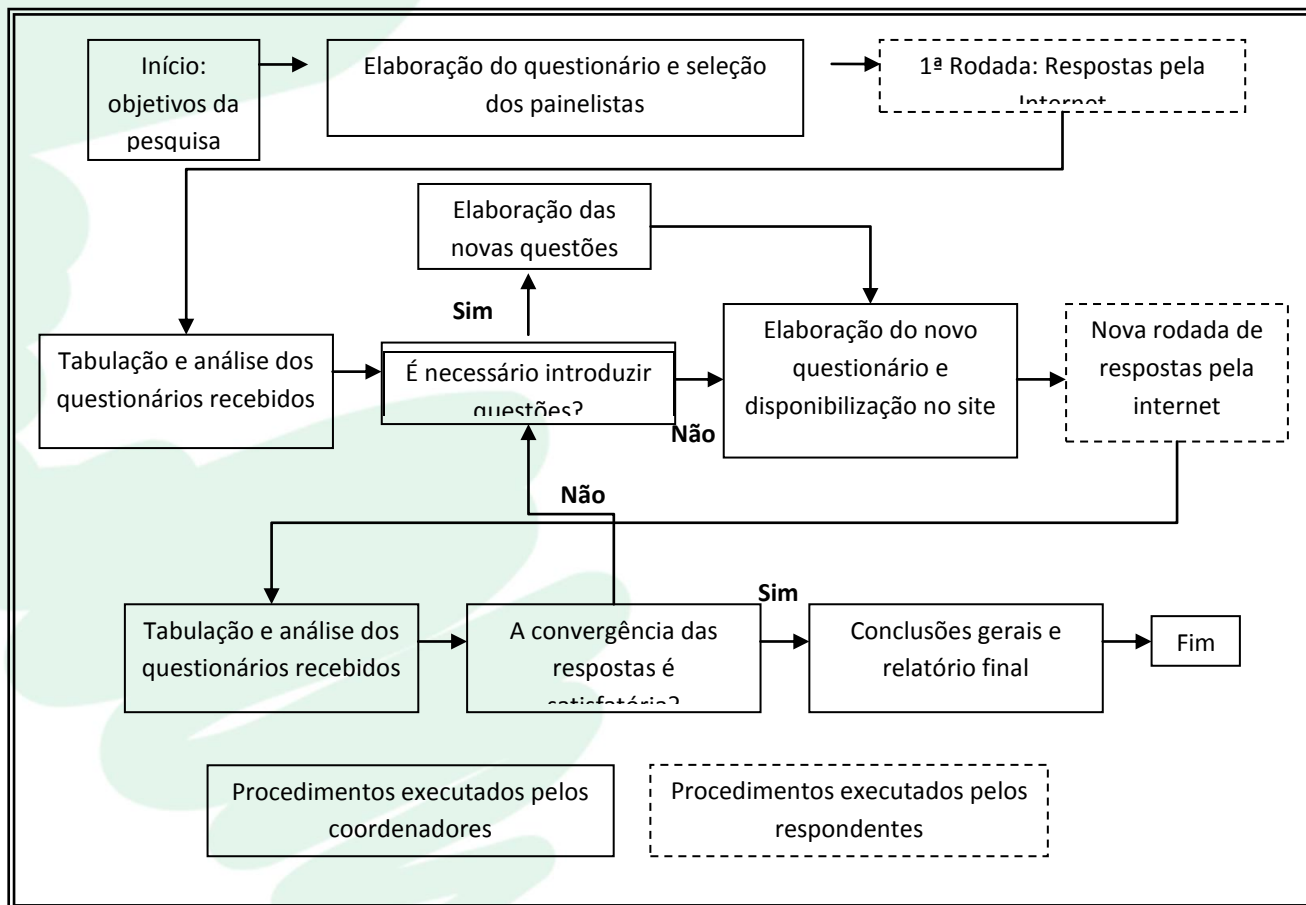 Início:
objetivos da
pesquisa
Elaboração do questionário e seleção
dos painelistas
1ª Rodada: Respostas pela
Internet
Elaboração das
novas questões
Sim
Tabulação e análise dos
questionários recebidos
É necessário introduzir
questões?
Não
Elaboração do novo
questionário e
disponibilização no site
Nova rodada de
respostas pela
internet
Não
Tabulação e análise dos
questionários recebidos
A convergência das
respostas é
satisfatória?
Sim
Conclusões gerais e
relatório final
Fim
Procedimentos executados pelos
coordenadores
Procedimentos executados pelos
respondentes